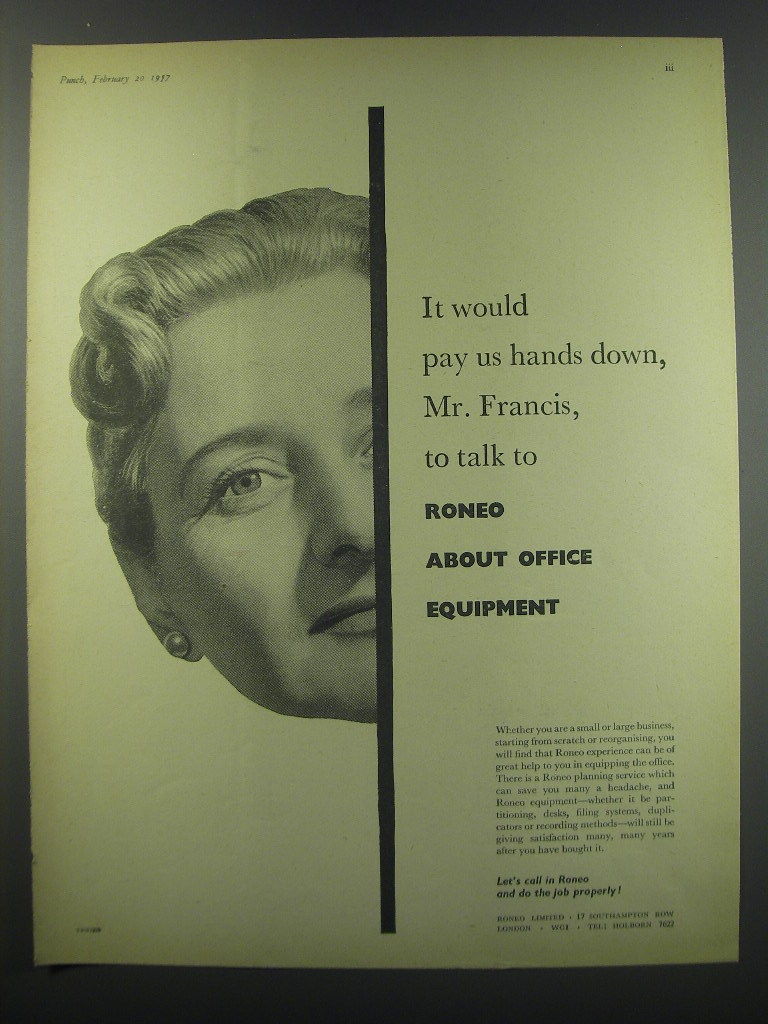 Punch, February 20 1957
iii
It would
pay us hands down,
Mr. Francis,
to talk to
RONEO
ABOUT OFFICE
EQUIPMENT
Whether you are a small or large business,
starting from scratch or reorganising, you
will find that Roneo experience can be of
great help to you in equipping the office.
There is a Roneo planning service which
can save you many a headache, and
Roneo equipment—whether it be par-
titioning, desks, filing systems, dupli-
cators or recording methods—will still be
giving satisfaction many, many years
after you have bought it.
Let's call in Roneo
and do the job properly!
RONEO LIMITED · 17 SOUTHAMPTON ROW
LONDON · WC1 · TEL: HOLBORN 7622